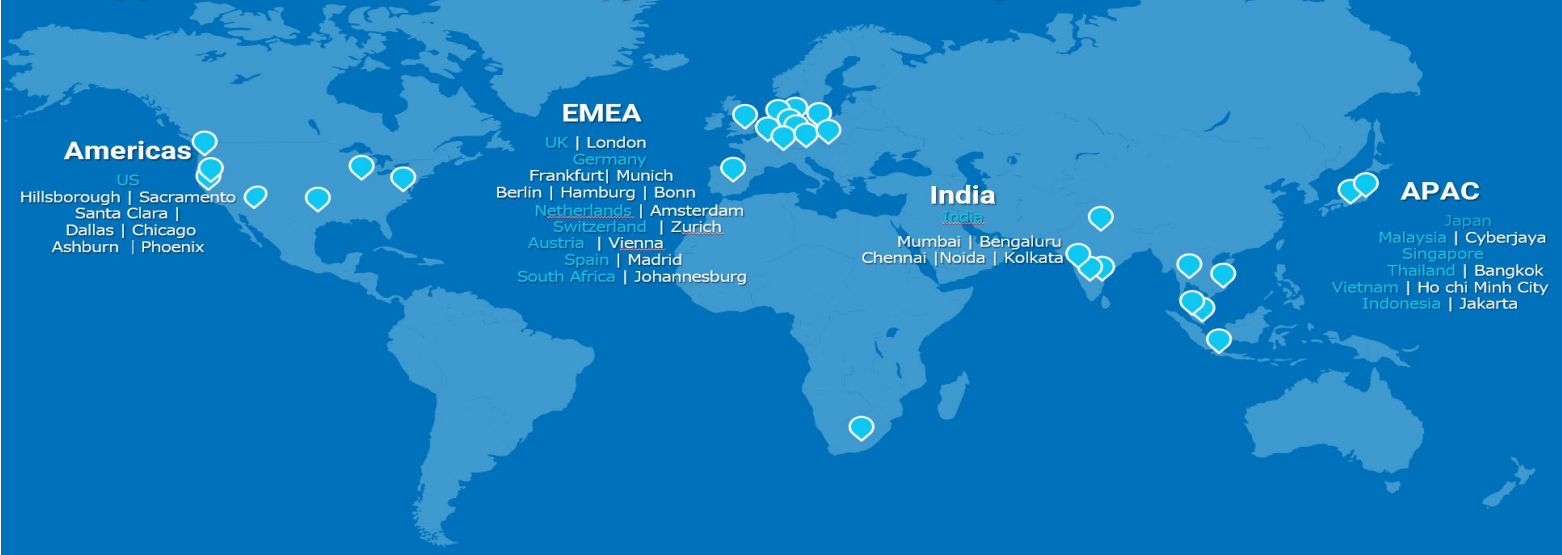 Americas
US
Hillsborough | Sacramento
Santa Clara |
Dallas | Chicago
Ashburn | Phoenix
EMEA
UK | London
Germany
Frankfurt| Munich
Berlin | Hamburg | Bonn
Netherlands | Amsterdam
Switzerland | Zurich
Austria | Vienna
Spain | Madrid
South Africa | Johannesburg
India
India
Mumbai | Bengaluru
Chennai |Noida | Kolkata
APAC
Japan
Malaysia | Cyberjaya
Singapore
Thailand | Bangkok
Vietnam | Ho chi Minh City
Indonesia | Jakarta